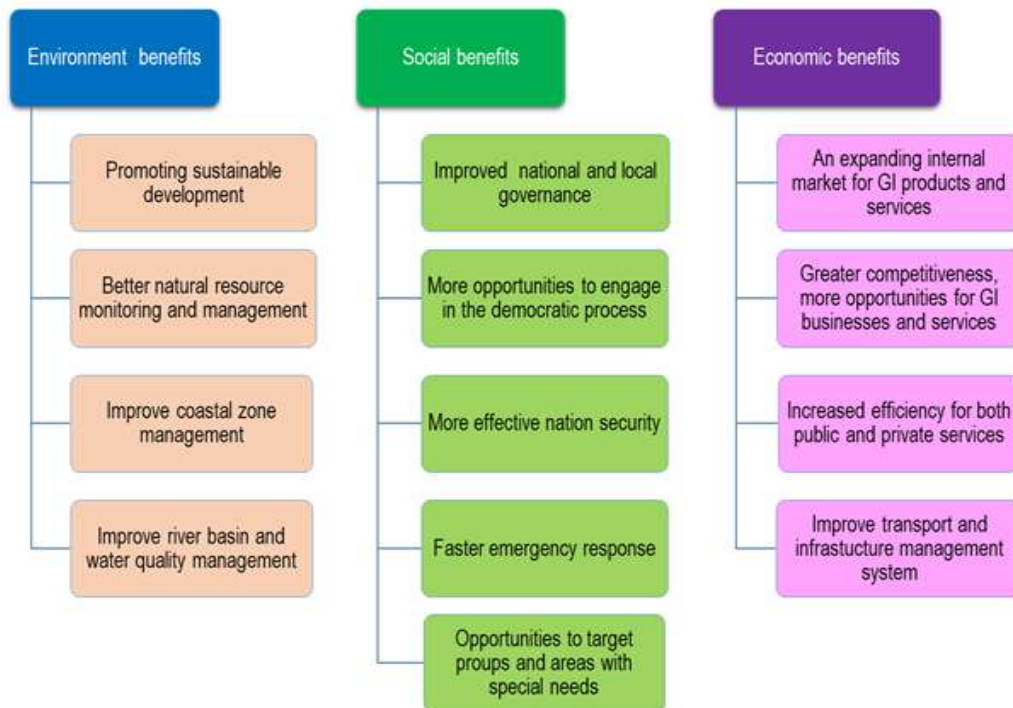 Environment benefits
Promoting sustainable
development
Better natural resource
monitoring and management
Improve coastal zone
management
Improve river basin and
water quality management
Social benefits
Improved national and local
governance
More opportunities to engage
in the democratic process
More effective nation security
Faster emergency response
Opportunities to target
proups and areas with
special needs
Economic benefits
An expanding internal
market for GI products and
services
Greater competitiveness,
more opportunities for GI
businesses and services
Increased efficiency for both
public and private services
Improve transport and
infrastucture management
system